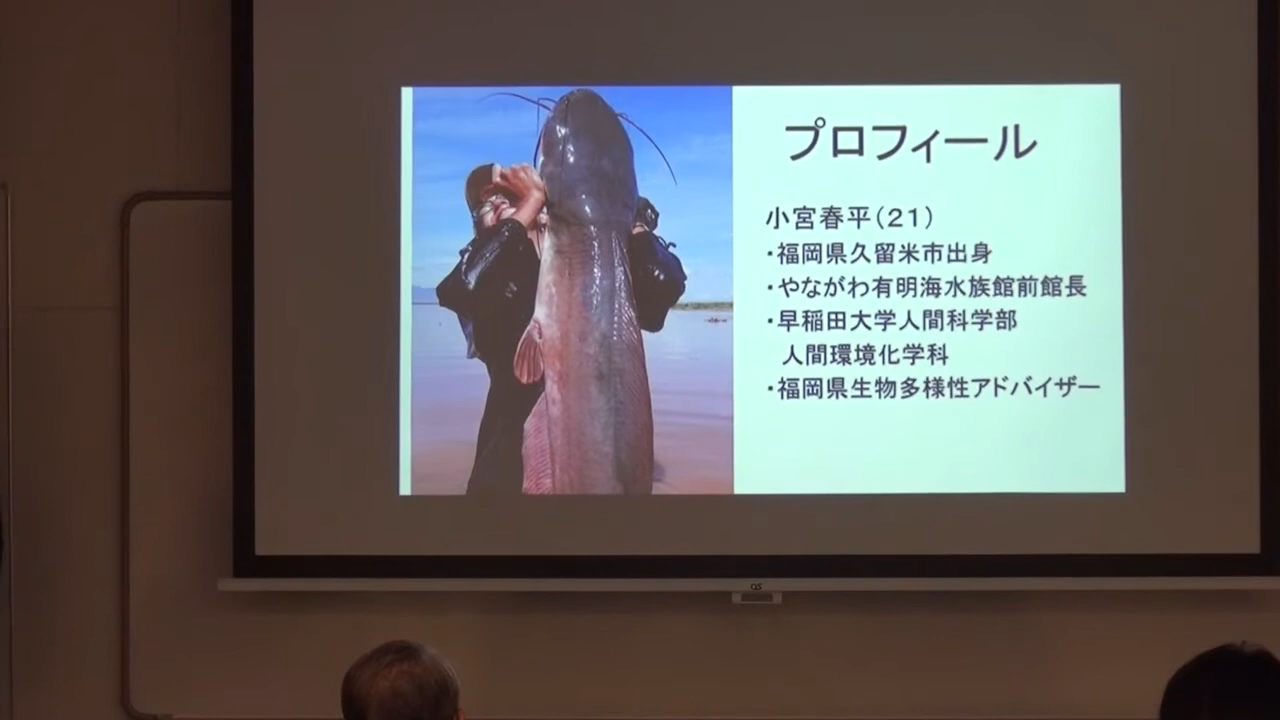 プロフィール
小宮春平(21)
・福岡県久留米市出身
・やながわ有明海水族館前館長
・早稲田大学人間科学部
人間環境化学科
・福岡県生物多様性アドバイザー
OS